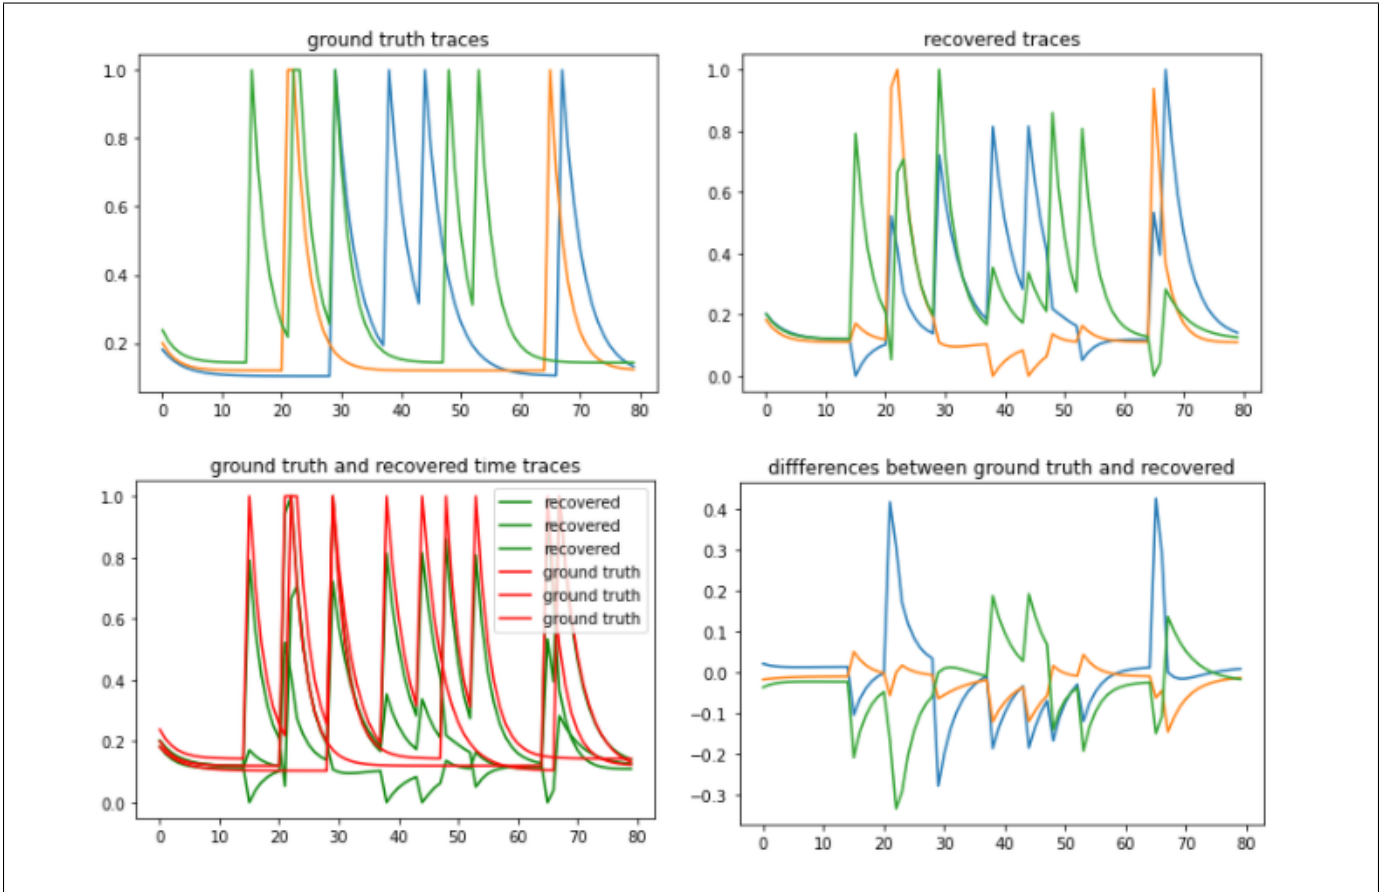 ground truth traces
1.0
0.8
0.6
0.4
0.2
0 10 20 30 40 50 60 70 80
recovered traces
1.0
0.8
0.6
0.4
0.2
0.0
0 10 20 30 40 50 60 70 80
ground truth and recovered time traces
1.0
0.8
0.6
0.4
0.2
0.0
recovered
recovered
recovered
ground truth
ground truth
ground truth
0 10 20 30 40 50 60 70 80
diffferences between ground truth and recovered
0.4
0.3
0.2
0.1
0.0
−0.1
−0.2
−0.3
0 10 20 30 40 50 60 70 80